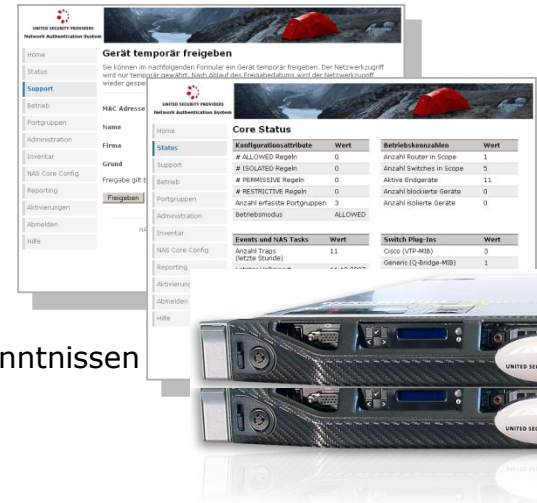 UNITED SECURITY PROVIDERS
Network Authentication System
Home
Status
Support
Betrieb
Portgruppen
Administration
Inventar
NAS Core Config
Reporting
Aktivierungen
Abmelden
Hilfe
Gerät temporär freigeben
Sie können im nachfolgenden Formular ein Gerät temporär freigeben. Der Netzwerkzugriff
wird nur temporär gewährt. Nach Ablauf des Freigabedatums wird der Netzwerkzugriff
wieder
MAC Adresse
Name
Firma
Grund
Freigabe gilt
Freigeben
UNITED SECURITY PROVIDERS
Network Authentication System
Home
Status
Support
Betrieb
Portgruppen
Administration
Inventar
NAS Core Config
Reporting
Abmelden
Hilfe
Core Status
Konfigurationsattribute Wert
# ALLOWED Regeln 0
# ISOLATED Regeln 0
# PERMISSIVE Regeln 0
# RESTRICTIVE Regeln 0
Anzahl erfasste Portgruppen 3
Betriebsmodus ALLOWED
Betriebskennzahlen Wert
Anzahl Router in Scope 1
Anzahl Switches in Scope 5
Aktive Endgeräte 11
Anzahl blockierte Geräte 0
Anzahl isolierte Geräte 0
Events und NAS Tasks Wert
Anzahl Traps 11
(letzte Stunde)
Switch Plug-Ins Wert
Cisco (VTP-MIB) 3
Generic (Q-Bridge-MIB) 1
nntnissen
UNITED SEC
UNITED SEC